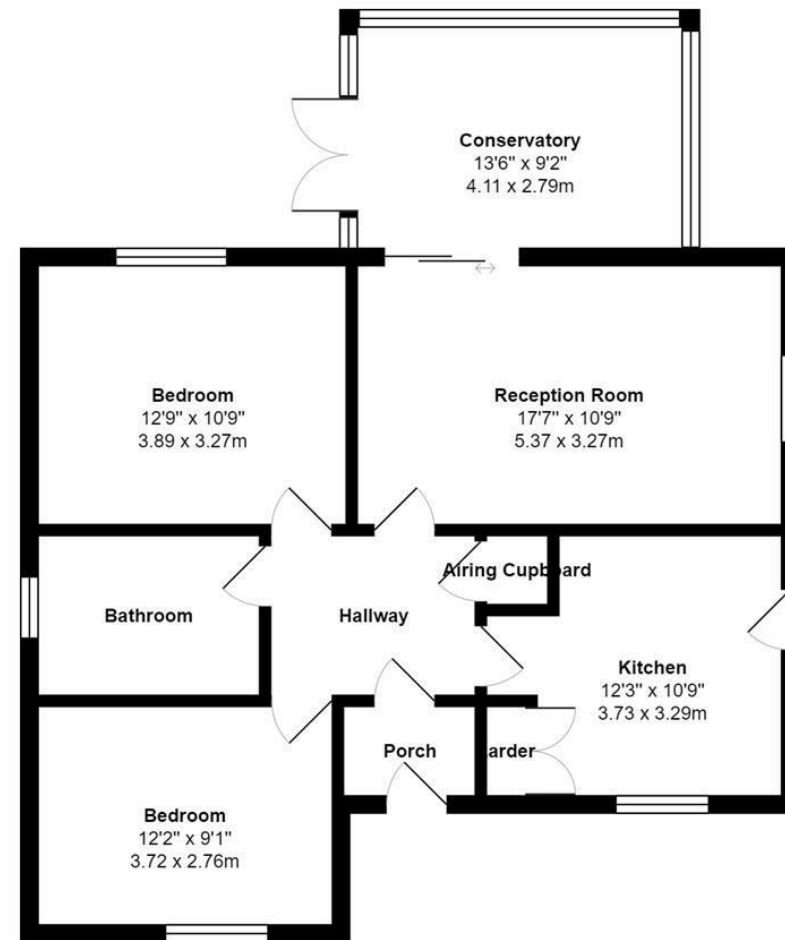 Conservatory
13'6" x 9'2"
4.11 x 2.79m
Bedroom
12'9" x 10'9"
3.89 x 3.27m
Reception Room
17'7" x 10'9"
5.37 x 3.27m
Airing Cupboard
Bathroom
Hallway
Kitchen
12'3" x 10'9"
3.73 x 3.29m
Porch
arder
Bedroom
12'2" x 9'1"
3.72 x 2.76m